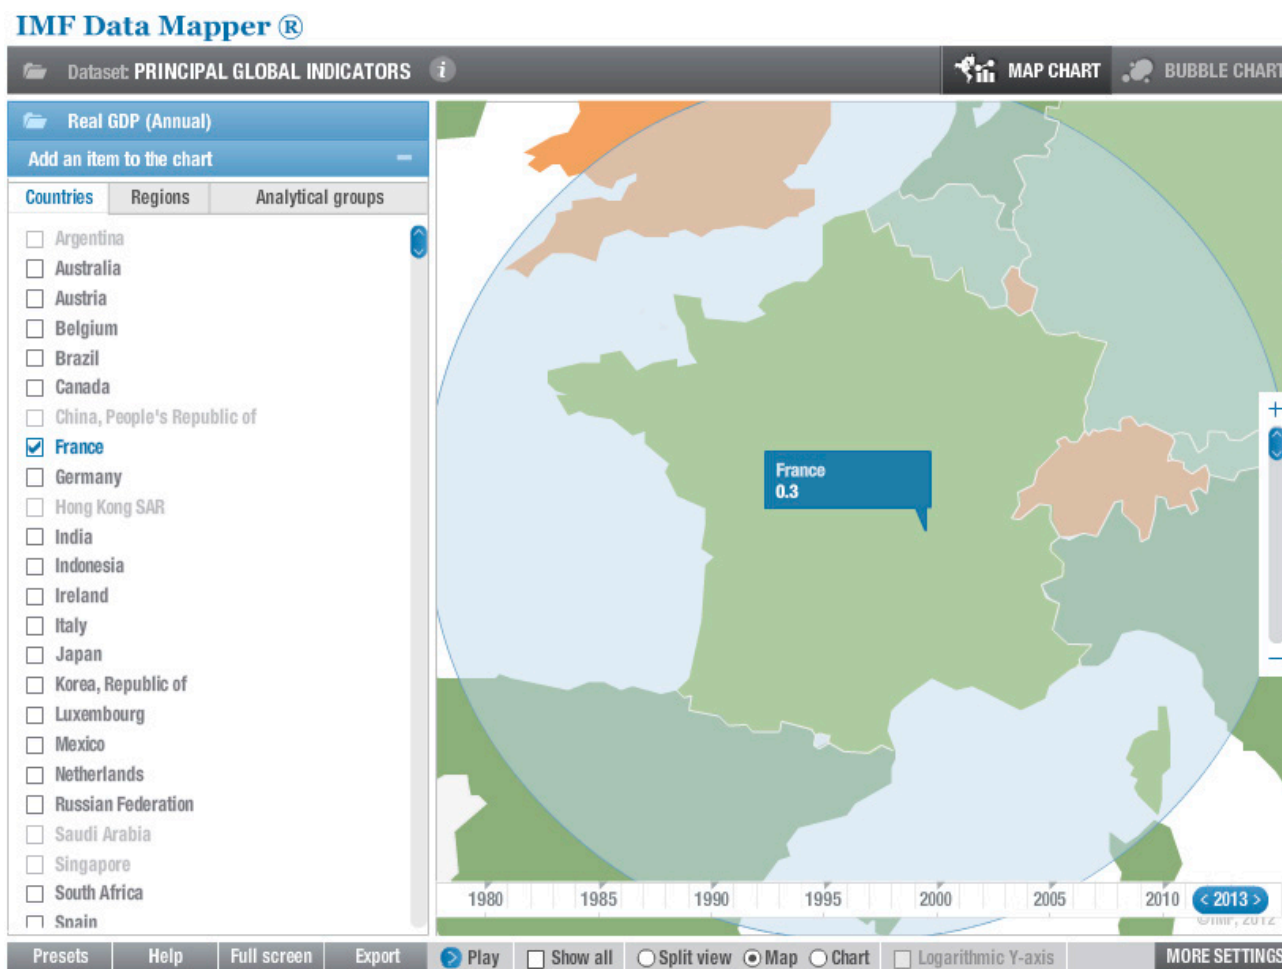 IMF Data Mapper ®
Dataset: PRINCIPAL GLOBAL INDICATORS i
MAP CHART
BUBBLE CHART
Real GDP (Annual)
Add an item to the chart
Countries Regions Analytical groups
Argentina
Australia
Austria
Belgium
Brazil
Canada
China, People's Republic of
France
Germany
Hong Kong SAR
India
Indonesia
Ireland
Italy
Japan
Korea, Republic of
Luxembourg
Mexico
Netherlands
Russian Federation
Saudi Arabia
Singapore
South Africa
Spain
France
0.3
1980 1985 1990 1995 2000 2005 2010 < 2013 >
©IMF, 2012
Presets Help Full screen Export Play Show all Split view Map Chart Logarithmic Y-axis MORE SETTINGS